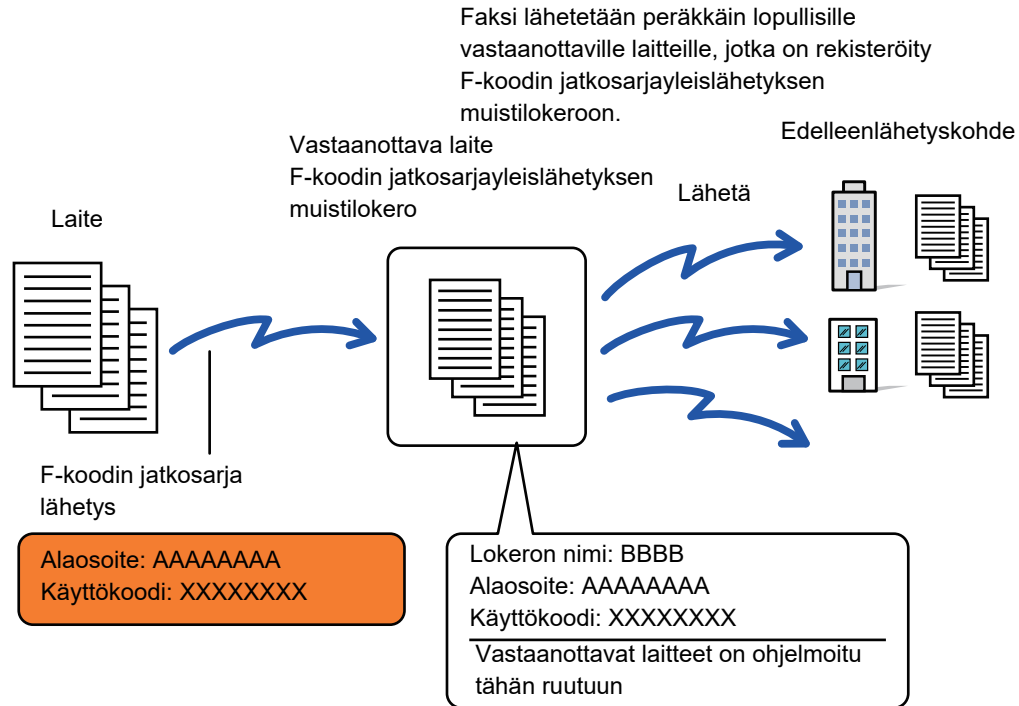 Faksi lähetetään peräkkäin lopullisille
vastaanottaville laitteille, jotka on rekisteröity
F-koodin jatkosarjayleislähetyksen
muistilokeroon.
Edelleenlähetyskohde
Vastaanottava laite
F-koodin jatkosarjayleislähetyksen
muistilokero
Lähetä
Laite
F-koodin jatkosarja
lähetys
Alaosoite: AAAAAAAA
Käyttökoodi: XXXXXXXX
Lokeron nimi: BBBB
Alaosoite: AAAAAAAA
Käyttökoodi: XXXXXXXX
Vastaanottavat laitteet on ohjelmoitu
tähän ruutuun